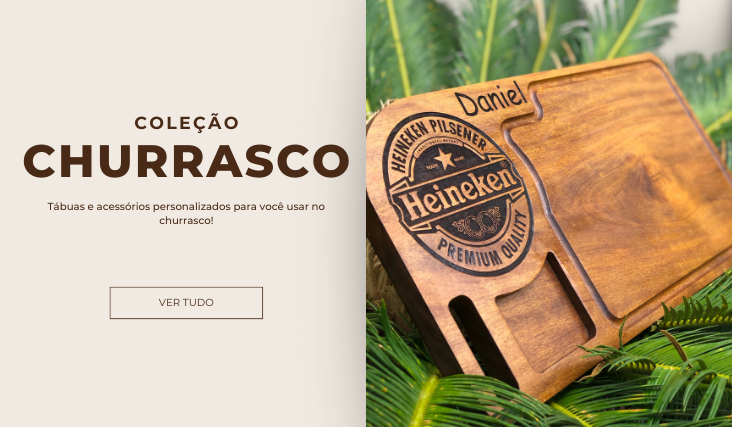 COLEÇÃO
CHURRASCO
Tábuas e acessórios personalizados para você usar no
churrasco!
VER TUDO
Daniel
HEINEKEN PILSENER
Heineken
PREMIUM QUALITY